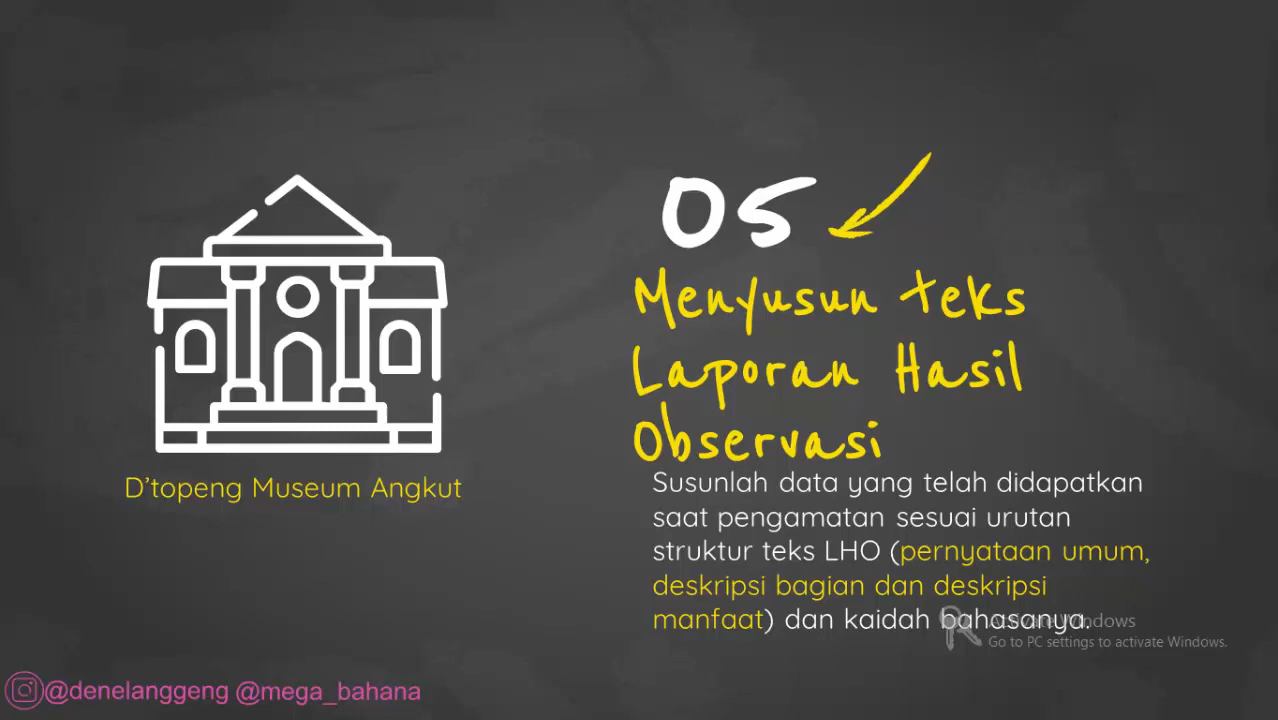 05
Menyusun teks
Laporan Hasil
Observasi
D'topeng Museum Angkut
Susunlah data yang telah didapatkan
saat pengamatan sesuai urutan
struktur teks LHO (pernyataan umum,
deskripsi bagian dan deskripsi
manfaat) dan kaidah bahasanya.
Activate Windows
Go to PC settings to activate Windows.
@denelanggeng @mega_bahana